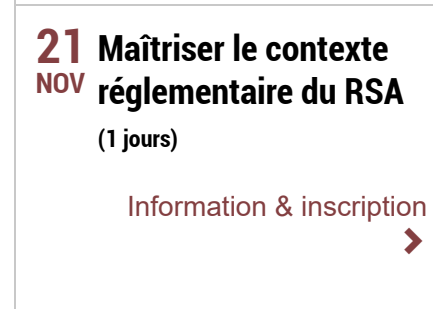 21 Maîtriser le contexte
NOV réglementaire du RSA
(1 jours)
Information & inscription